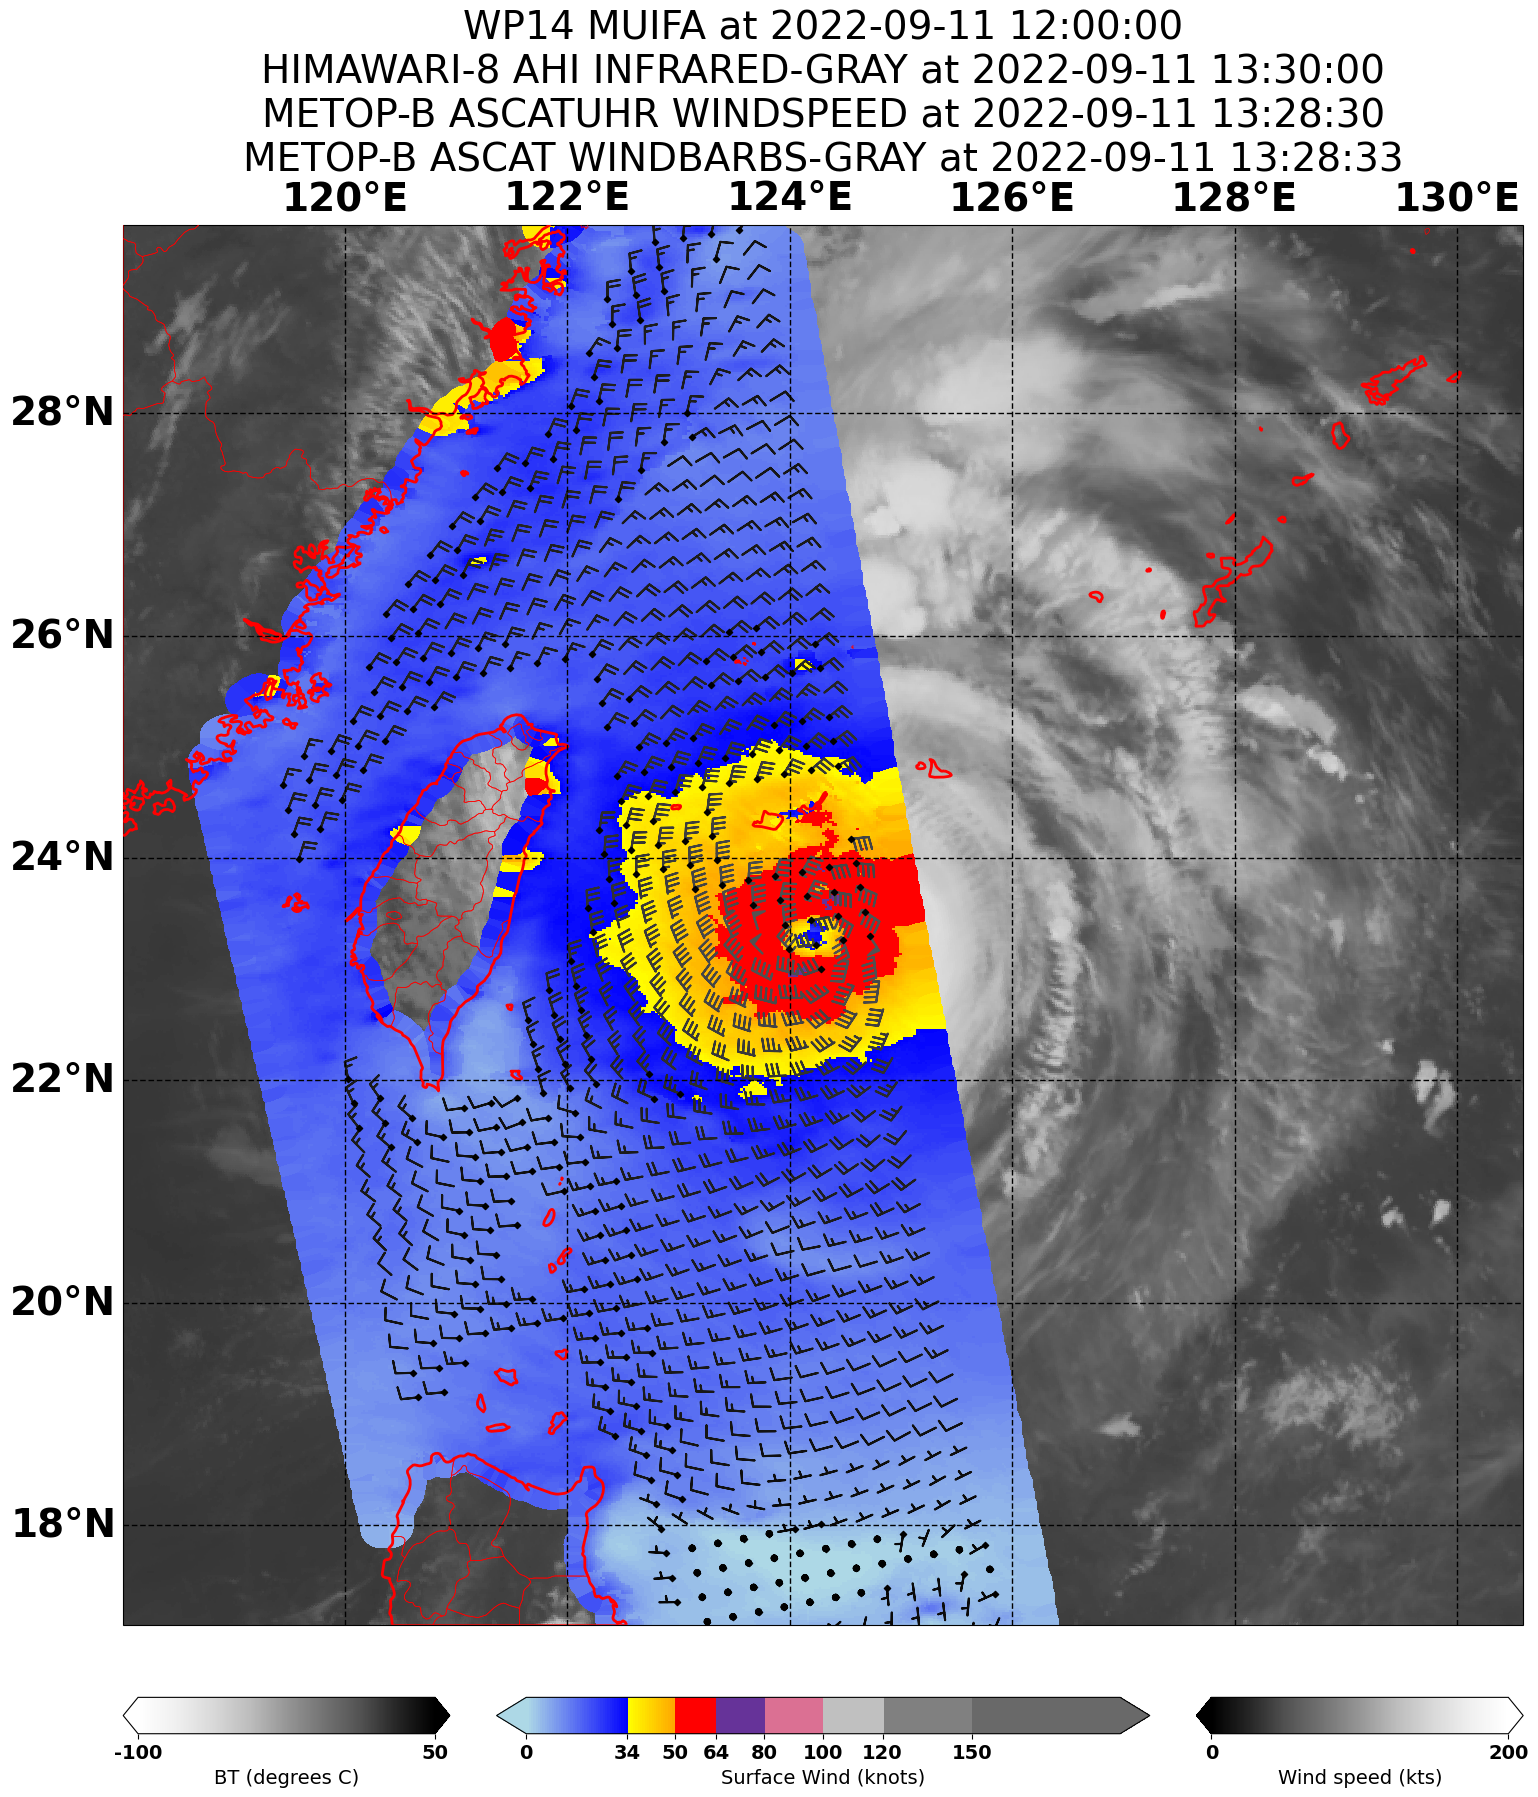 WP14 MUIFA at 2022-09-11 12:00:00
HIMAWARI-8 AHI INFRARED-GRAY at 2022-09-11 13:30:00
METOP-B ASCATUHR WINDSPEED at 2022-09-11 13:28:30
METOP-B ASCAT WINDBARBS-GRAY at 2022-09-11 13:28:33
120°E 122°E 124°E 126°E 128°E 130°E
28°N
26°N
24°N
22°N
20°N
18°N
-100 50 0 34 50 64 80 100 120 150 0 200
BT (degrees C) Surface Wind (knots) Wind speed (kts)